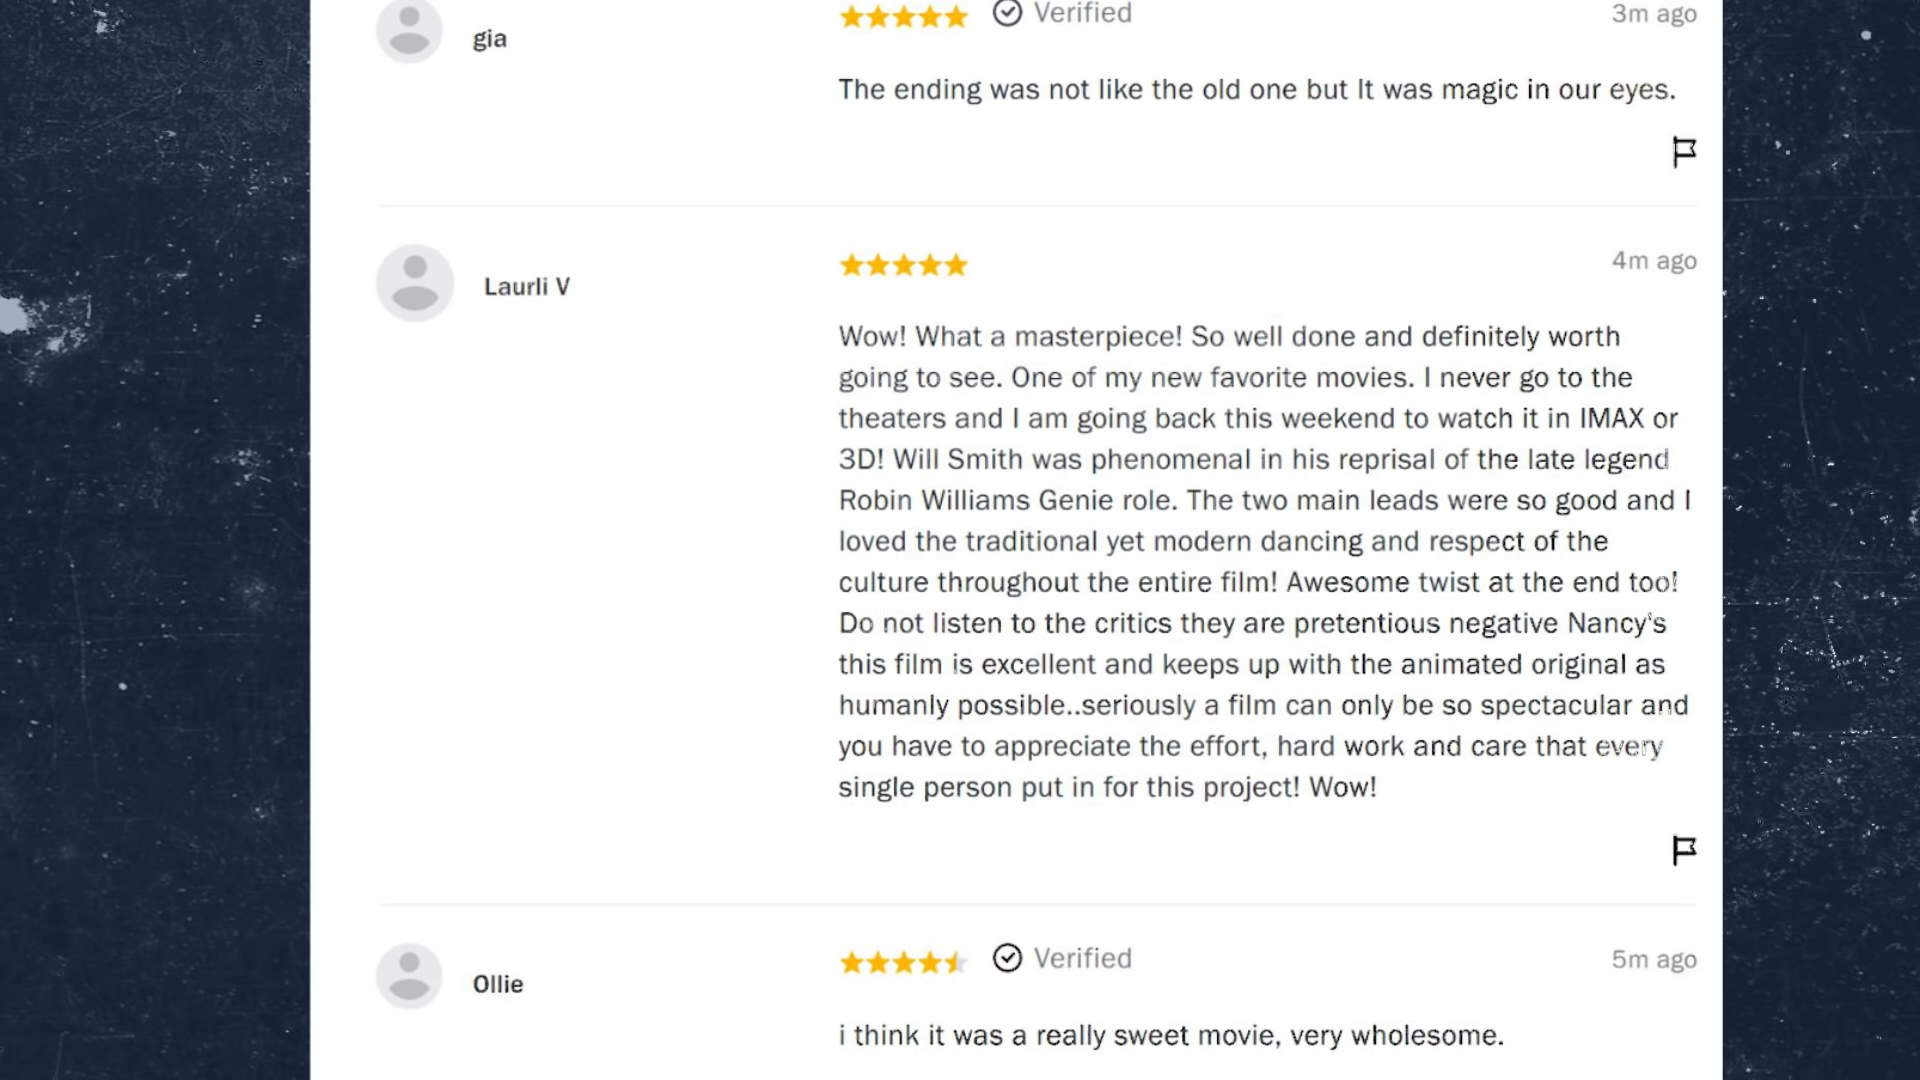 gia
Verified
3m ago
The ending was not like the old one but It was magic in our eyes.
Laurli V
4m ago
Wow! What a masterpiece! So well done and definitely worth
going to see. One of my new favorite movies. I never go to the
theaters and I am going back this weekend to watch it in IMAX or
3D! Will Smith was phenomenal in his reprisal of the late legend
Robin Williams Genie role. The two main leads were so good and I
loved the traditional yet modern dancing and respect of the
culture throughout the entire film! Awesome twist at the end too!
Do not listen to the critics they are pretentious negative Nancy's
this film is excellent and keeps up with the animated original as
humanly possible..seriously a film can only be so spectacular and
you have to appreciate the effort, hard work and care that every
single person put in for this project! Wow!
Ollie
Verified
5m ago
i think it was a really sweet movie, very wholesome.